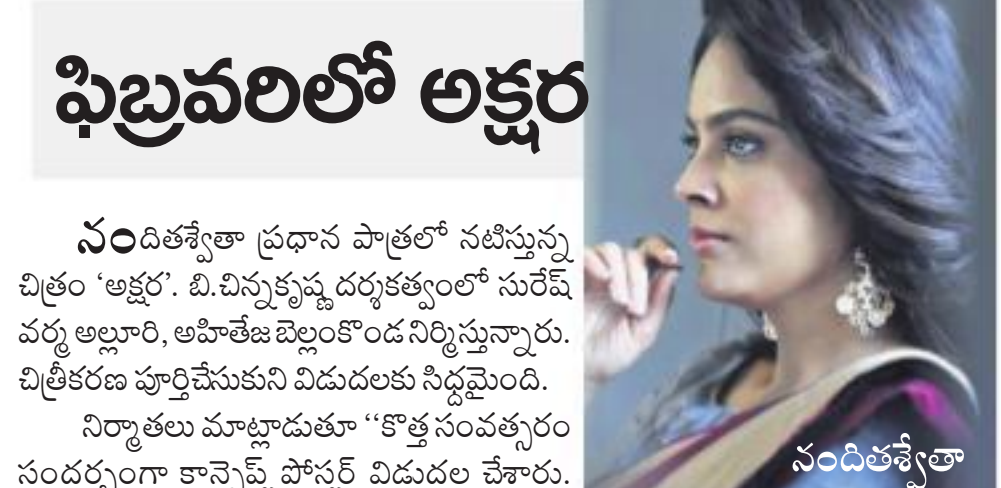 ఫిబ్రవరిలో అక్షర
నందితశ్వేతా ప్రధాన పాత్రలో నటిస్తున్న
చిత్రం ‘అక్షర’. బి.చిన్నకృష్ణ దర్శకత్వంలో సురేష్
వర్మ అల్లూరి, అహితేజ బెల్లంకొండ నిర్మిస్తున్నారు.
చిత్రీకరణ పూర్తిచేసుకుని విడుదలకు సిద్ధమైంది.
నిర్మాతలు మాట్లాడుతూ ‘‘కొత్త సంవత్సరం
సందర్భంగా కాన్సెప్ట్ పోస్టర్ విడుదల చేశారు.
నందితశ్వేతా